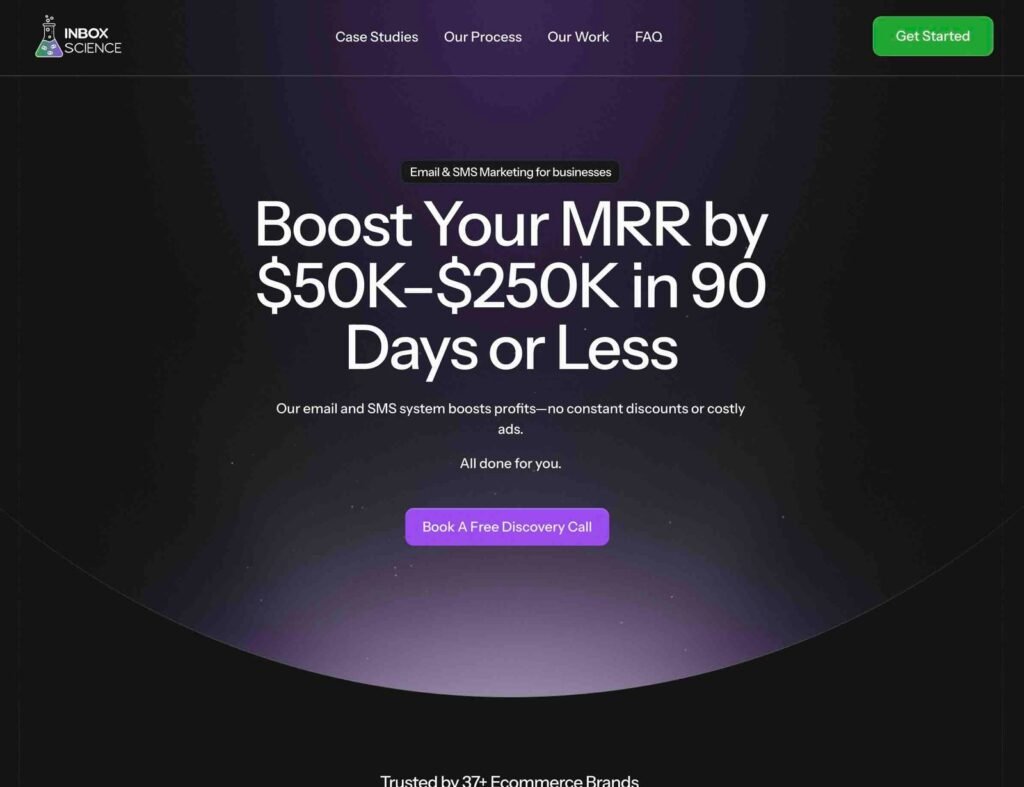 INBOX
SCIENCE
Case Studies
Our Process
Our Work
FAQ
Get Started
Email & SMS Marketing for businesses
Boost Your MRR by
$50K–$250K in 90
Days or Less
Our email and SMS system boosts profits—no constant discounts or costly
ads.
All done for you.
Book A Free Discovery Call
Trusted by 37+ Ecommerce Brands